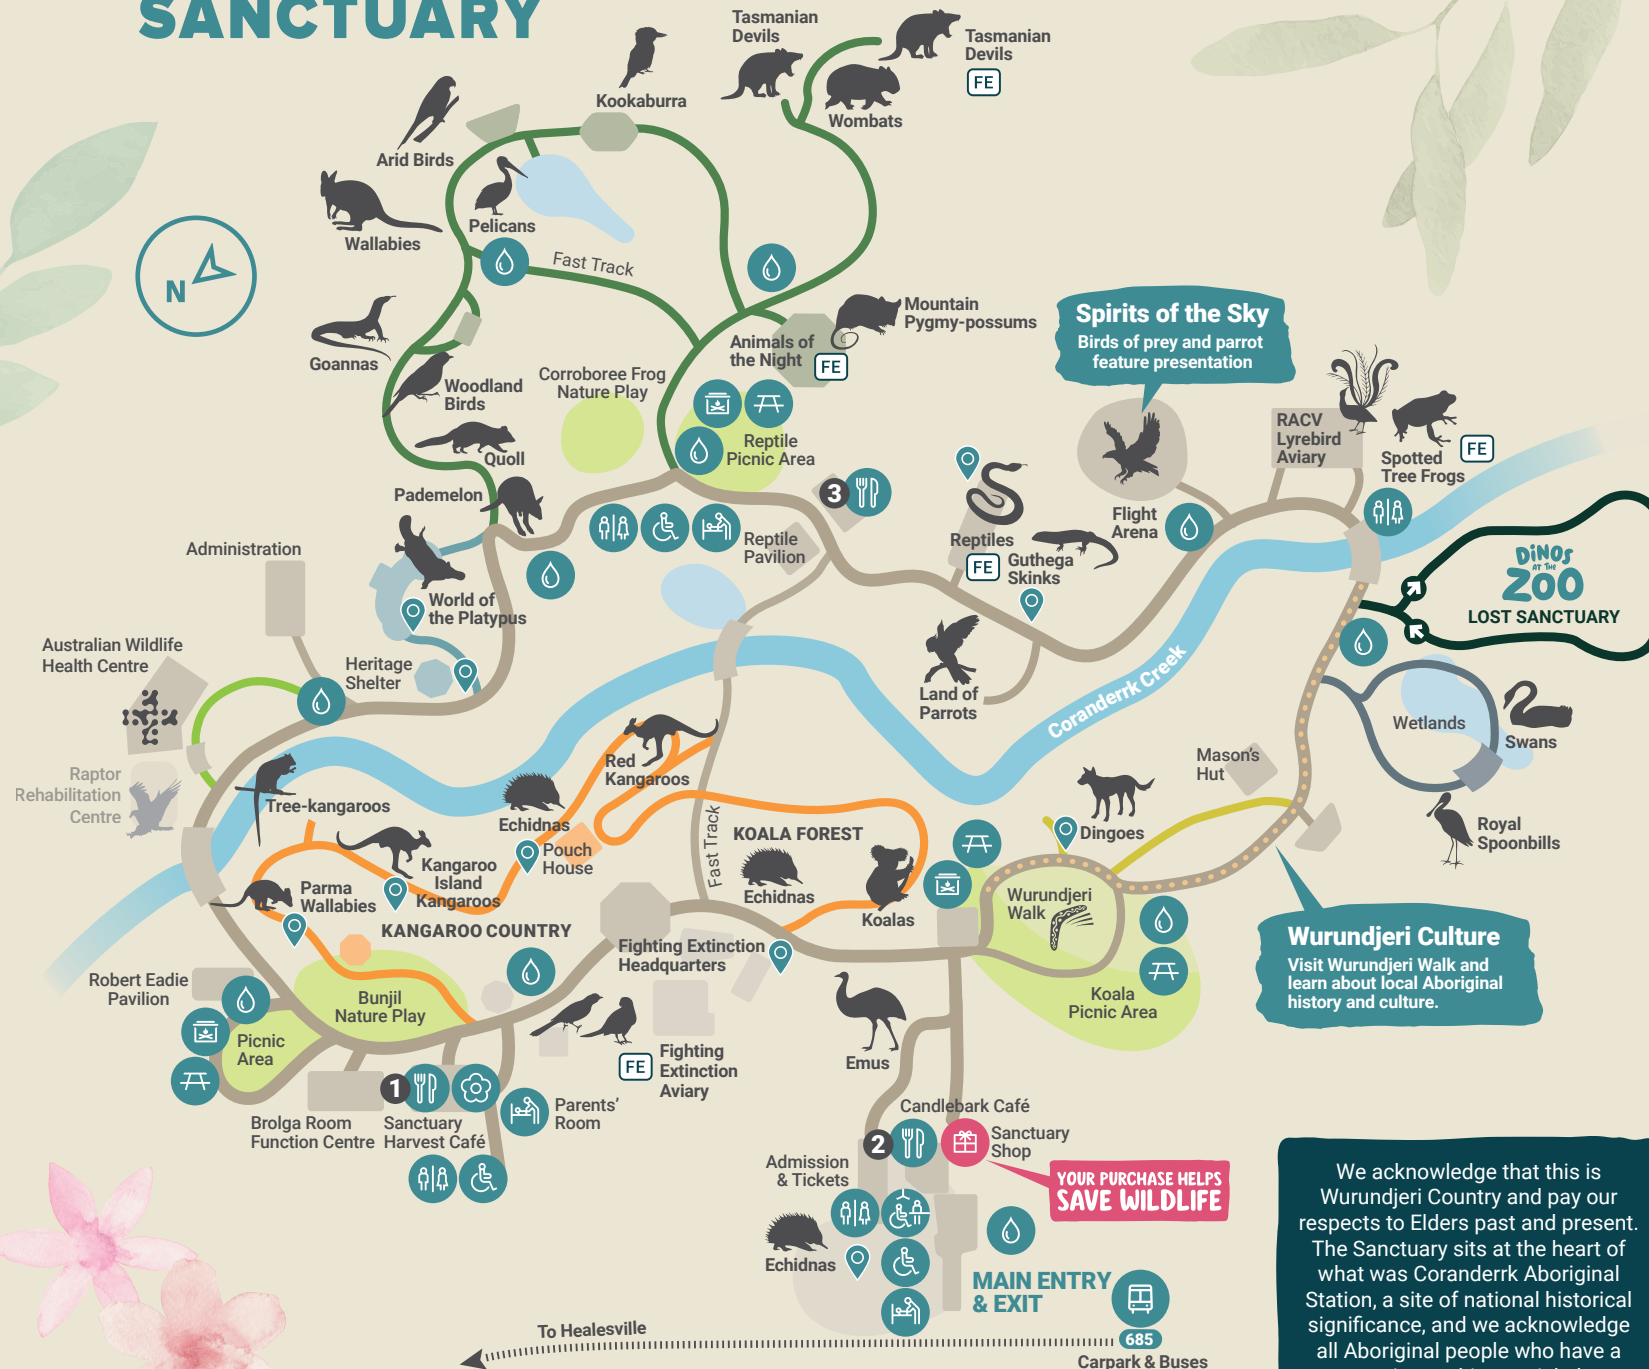 SANCTUARY
Tasmanian
Devils
Tasmanian
Devils
FE
Kookaburra
Wombats
Arid Birds
Pelicans
Wallabies
Fast Track
N
Mountain
Pygmy-possums
Animals of
the Night
FE
Goannas
Spirits of the Sky
Birds of prey and parrot
feature presentation
Corroboree Frog
Nature Play
Woodland
Birds
Reptile
Picnic Area
Quoll
RACV
Lyrebird
Aviary
Spotted
Tree Frogs
FE
Pademelon
3
Flight
Arena
Reptile
Pavilion
Reptiles
FE
Guthega
Skinks
Administration
DiNOS
AT THE
ZOO
LOST SANCTUARY
World of
the Platypus
Australian Wildlife
Health Centre
Heritage
Shelter
Land of
Parrots
Coranderrk Creek
Wetlands
Swans
Mason's
Hut
Red
Kangaroos
Raptor
Rehabilitation
Centre
Tree-kangaroos
Echidnas
Pouch
House
Fast Track
KOALA FOREST
Dingoes
Royal
Spoonbills
Kangaroo
Island
Kangaroos
Parma
Wallabies
Echidnas
Koalas
Wurundjeri
Walk
KANGAROO COUNTRY
Fighting Extinction
Headquarters
Wurundjeri Culture
Visit Wurundjeri Walk and
learn about local Aboriginal
history and culture.
Robert Eadie
Pavilion
Bunjil
Nature Play
Koala
Picnic Area
Picnic
Area
Emus
FE
Fighting
Extinction
Aviary
1
Brolga Room
Function Centre
Sanctuary
Harvest Café
Parents'
Room
Candlebark Café
2
Sanctuary
Shop
Admission
& Tickets
YOUR PURCHASE HELPS
SAVE WILDLIFE
Echidnas
MAIN ENTRY
& EXIT
To Healesville
685
Carpark & Buses
We acknowledge that this is
Wurundjeri Country and pay our
respects to Elders past and present.
The Sanctuary sits at the heart of
what was Coranderrk Aboriginal
Station, a site of national historical
significance, and we acknowledge
all Aboriginal people who have a